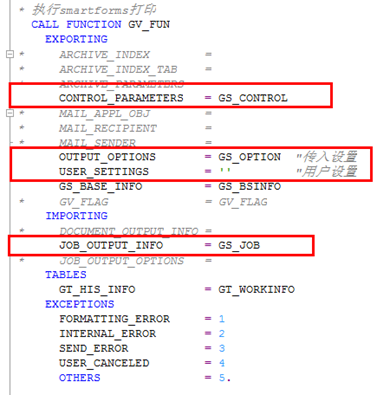 * 执行smartforms打印
CALL FUNCTION GV_FUN
EXPORTING
* ARCHIVE_INDEX =
* ARCHIVE_INDEX_TAB =
* ARCHIVE_PARAMETERS =
CONTROL_PARAMETERS = GS_CONTROL
* MAIL_APPL_OBJ =
* MAIL_RECIPIENT =
* MAIL_SENDER =
OUTPUT_OPTIONS = GS_OPTION "传入设置
USER_SETTINGS = '' "用户设置
GS_BASE_INFO = GS_BSINFO
* GV_FLAG = GV_FLAG
IMPORTING
* DOCUMENT_OUTPUT_INFO =
JOB_OUTPUT_INFO = GS_JOB
* JOB_OUTPUT_OPTIONS =
TABLES
GT_HIS_INFO = GT_WORKINFO
EXCEPTIONS
FORMATTING_ERROR = 1
INTERNAL_ERROR = 2
SEND_ERROR = 3
USER_CANCELED = 4
OTHERS = 5.